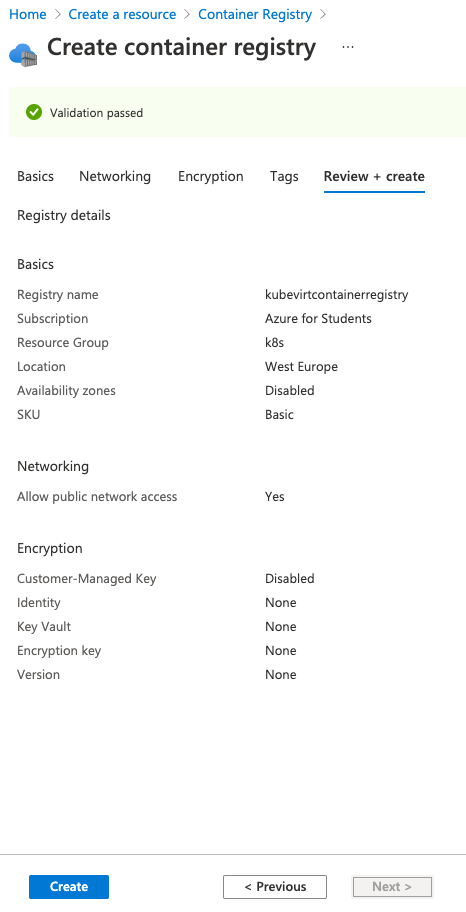 Home > Create a resource > Container Registry >
Create container registry ...
Validation passed
Basics Networking Encryption Tags Review + create
Registry details
Basics
Registry name kubevirtcontainerregistry
Subscription Azure for Students
Resource Group k8s
Location West Europe
Availability zones Disabled
SKU Basic
Networking
Allow public network access Yes
Encryption
Customer-Managed Key Disabled
Identity None
Key Vault None
Encryption key None
Version None
Create < Previous Next >